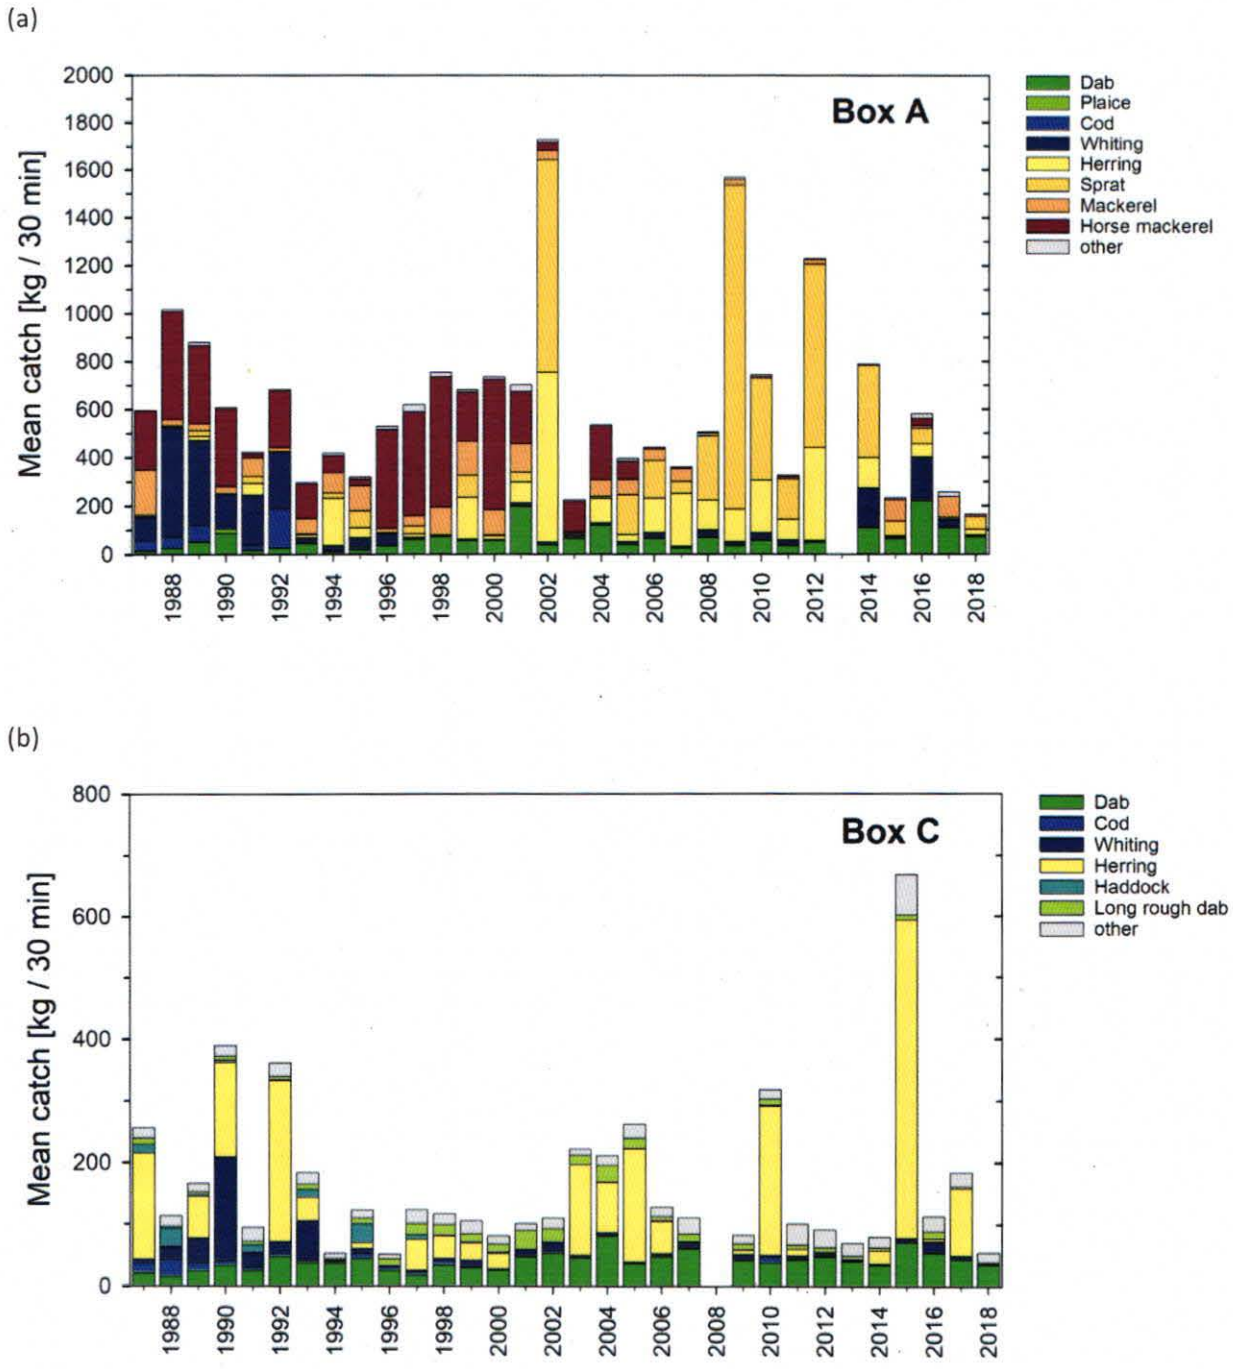 (a)
2000
1800
1600
1400
1200
1000
800
600
400
200
0
Mean catch [kg / 30 min]
Box A
Dab
Plaice
Cod
Whiting
Herring
Sprat
Mackerel
Horse mackerel
other
1988
1990
1992
1994
1996
1998
2000
2002
2004
2006
2008
2010
2012
2014
2016
2018
(b)
800
600
400
200
0
Mean catch [kg / 30 min]
Box C
Dab
Cod
Whiting
Herring
Haddock
Long rough dab
other
1988
1990
1992
1994
1996
1998
2000
2002
2004
2006
2008
2010
2012
2014
2016
2018